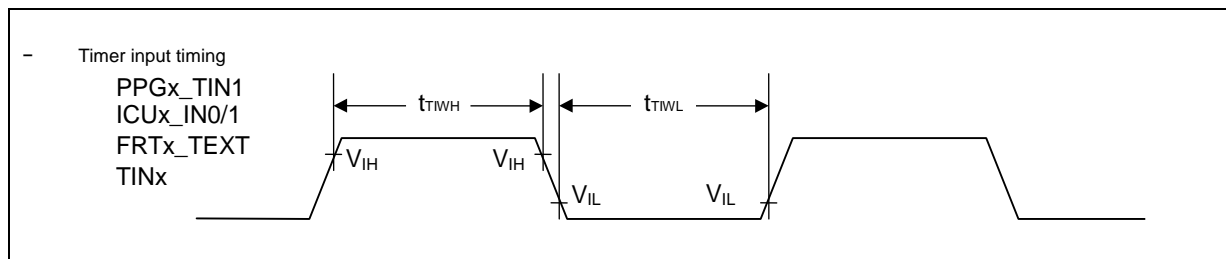 – Timer input timing
PPGx_TIN1
ICUx_IN0/1
FRTx_TEXT
TINx
tTIWH
tTIWL
VIH
VIH
VIL
VIL